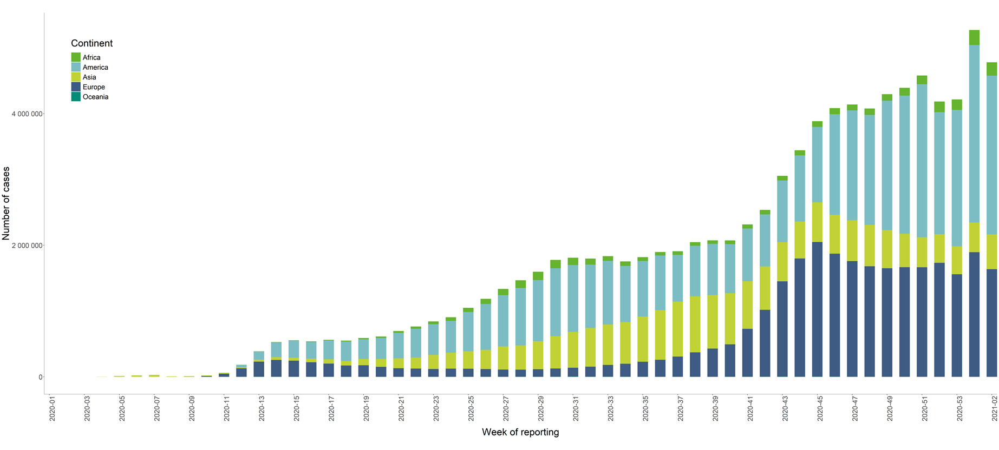 Continent
Africa
America
Asia
Europe
Oceania
Number of cases
4 000 000
2 000 000
0
2020-01
2020-03
2020-05
2020-07
2020-09
2020-11
2020-13
2020-15
2020-17
2020-19
2020-21
2020-23
2020-25
2020-27
2020-29
2020-31
2020-33
2020-35
2020-37
2020-39
2020-41
2020-43
2020-45
2020-47
2020-49
2020-51
2020-53
2021-02
Week of reporting